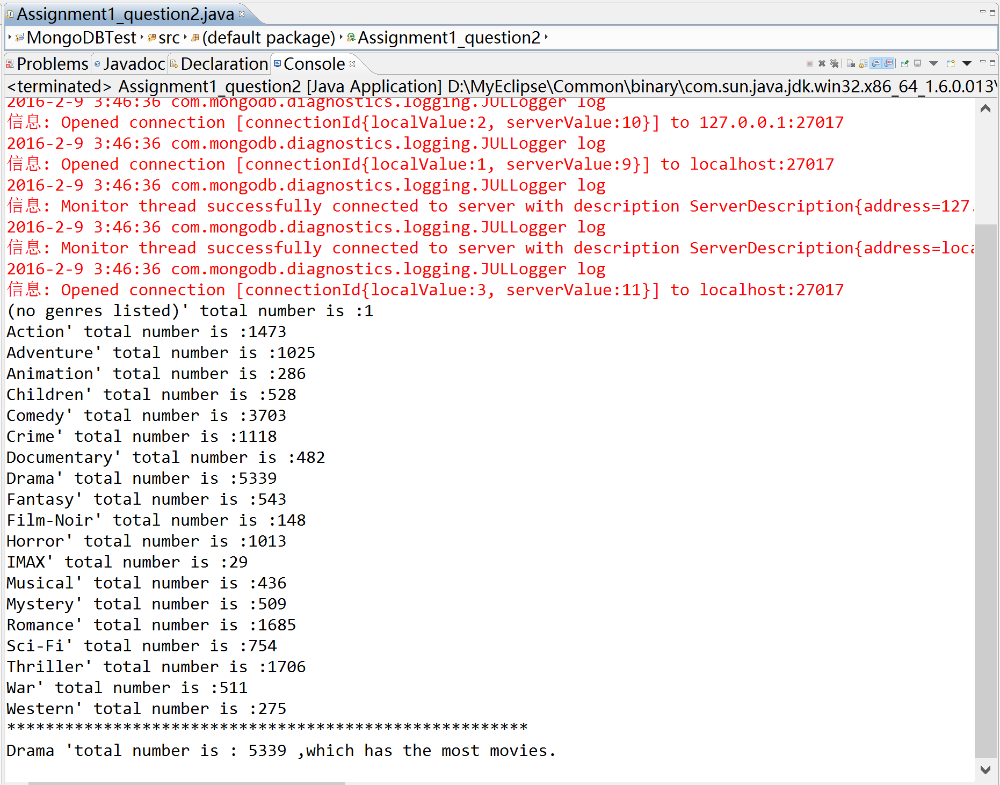 Assignment1_question2.java
MongoDBTest src (default package) Assignment1_question2
Problems @ Javadoc Declaration Console
<terminated> Assignment1_question2 [Java Application] D:\MyEclipse\Common\binary\com.sun.java.jdk.win32.x86_64_1.6.0.013\
2016-2-9 3:46:36 com.mongodb.diagnostics.logging.JULLogger log
信息: Opened connection [connectionId{localValue:2, serverValue:10}] to 127.0.0.1:27017
2016-2-9 3:46:36 com.mongodb.diagnostics.logging.JULLogger log
信息: Opened connection [connectionId{localValue:1, serverValue:9}] to localhost:27017
2016-2-9 3:46:36 com.mongodb.diagnostics.logging.JULLogger log
信息: Monitor thread successfully connected to server with description ServerDescription{address=127.
2016-2-9 3:46:36 com.mongodb.diagnostics.logging.JULLogger log
信息: Monitor thread successfully connected to server with description ServerDescription{address=loca
2016-2-9 3:46:36 com.mongodb.diagnostics.logging.JULLogger log
信息: Opened connection [connectionId{localValue:3, serverValue:11}] to localhost:27017
(no genres listed)' total number is :1
Action' total number is :1473
Adventure' total number is :1025
Animation' total number is :286
Children' total number is :528
Comedy' total number is :3703
Crime' total number is :1118
Documentary' total number is :482
Drama' total number is :5339
Fantasy' total number is :543
Film-Noir' total number is :148
Horror' total number is :1013
IMAX' total number is :29
Musical' total number is :436
Mystery' total number is :509
Romance' total number is :1685
Sci-Fi' total number is :754
Thriller' total number is :1706
War' total number is :511
Western' total number is :275
******************************************************
Drama 'total number is : 5339 ,which has the most movies.